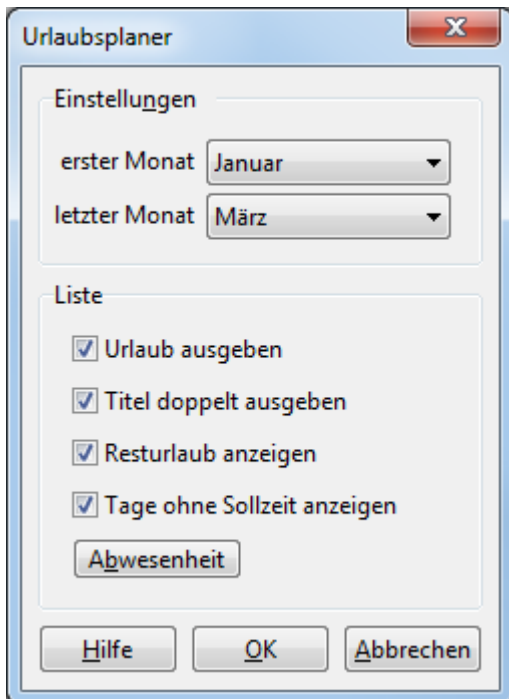 Urlaubsplaner
Einstellungen
erster Monat Januar
letzter Monat März
Liste
Urlaub ausgeben
Titel doppelt ausgeben
Resturlaub anzeigen
Tage ohne Sollzeit anzeigen
Abwesenheit
Hilfe OK Abbrechen